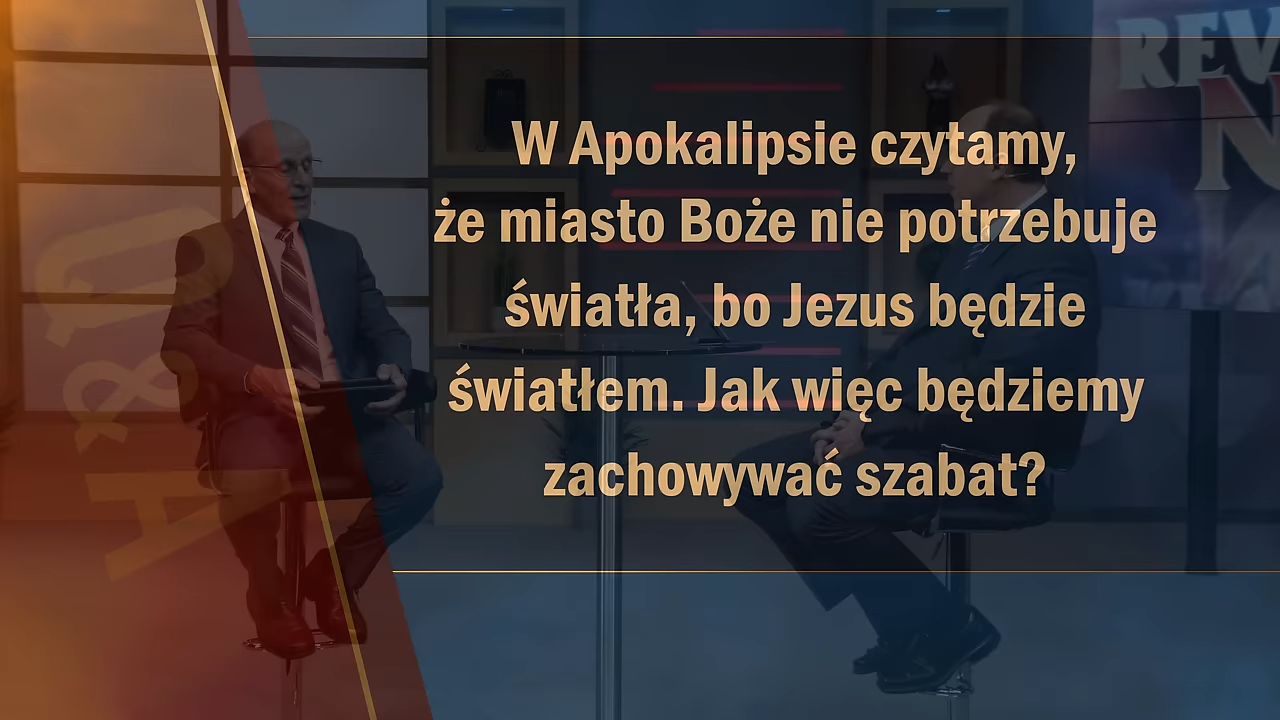 W Apokalipsie czytamy,
że miasto Boże nie potrzebuje
światła, bo Jezus będzie
światłem. Jak więc będziemy
zachowywać szabat?
Q&A